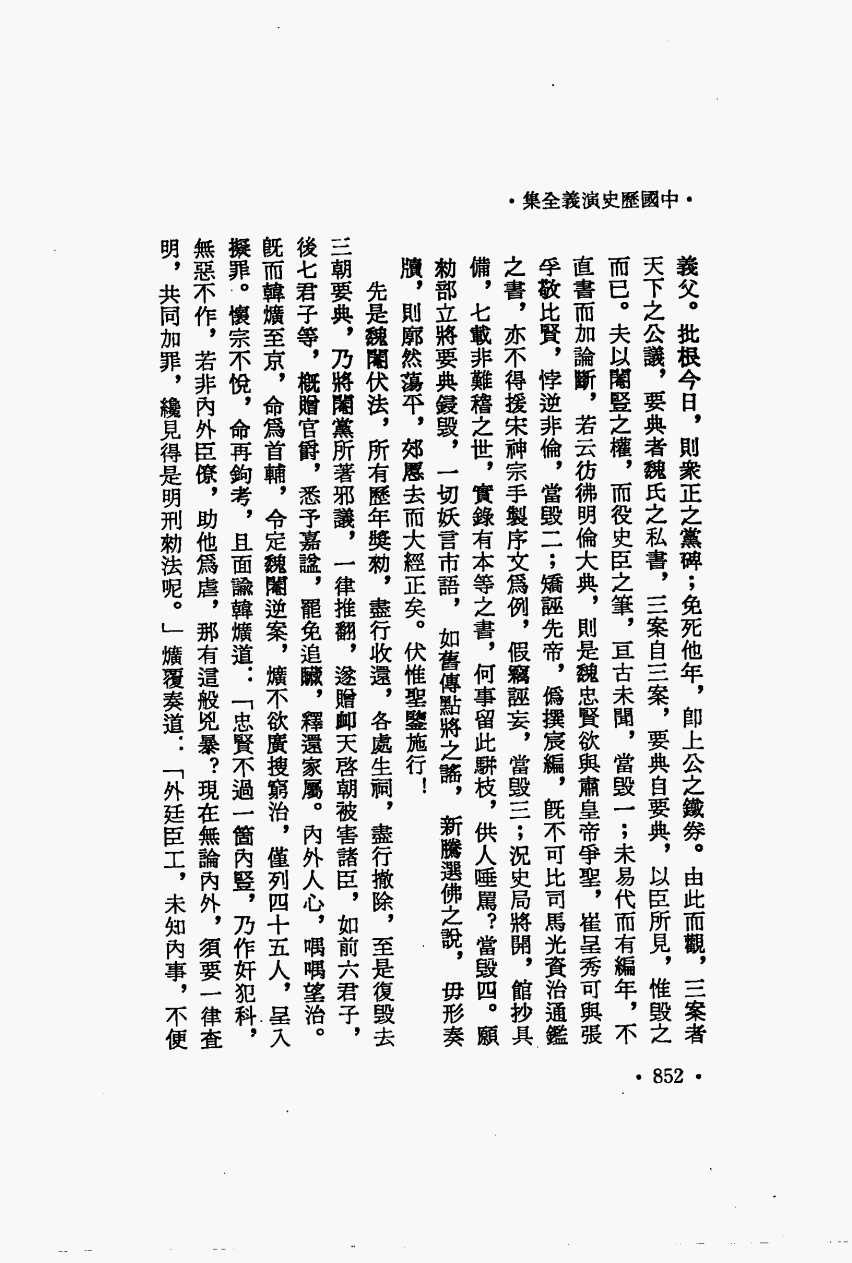 ·中國歷史演義全集·
義父。批根今日，則衆正之黨碑；免死他年，卽上公之鐵券。由此而觀，三案者
天下之公議，要典者魏氏之私書，三案自三案，要典自要典，以臣所見，惟毀之
而已。夫以閹豎之權，而役史臣之筆，亘古未聞，當毀一；未易代而有編年，不
直書而加論斷，若云彷彿明倫大典，則是魏忠賢欲與肅皇帝爭聖，崔呈秀可與張
孚敬比賢，悖逆非倫，當毀二；矯誣先帝，僞撰宸編，旣不可比司馬光資治通鑑
之書，亦不得援宋神宗手製序文爲例，假竊誣妄，當毀三；況史局將開，館抄具
備，七載非難稽之世，實錄有本等之書，何事留此駢枝，供人唾罵？當毀四。願
勅部立將要典鋟毀，一切妖言市語，如舊傳點將之謠，新騰選佛之說，毋形奏
牘，則廓然蕩平，邪慝去而大經正矣。伏惟聖鑒施行！
先是魏閹伏法，所有歷年獎勅，盡行收還，各處生祠，盡行撤除，至是復毀去
三朝要典，乃將閹黨所著邪議，一律推翻，遂贈卹天啓朝被害諸臣，如前六君子，
後七君子等，概贈官爵，悉予嘉諡，罷免追贓，釋還家屬。內外人心，喁喁望治。
旣而韓爌至京，命爲首輔，令定魏閹逆案，爌不欲廣搜窮治，僅列四十五人，呈入
擬罪。懷宗不悅，命再鉤考，且面諭韓爌道：「忠賢不過一箇內豎，乃作奸犯科，
無惡不作，若非內外臣僚，助他爲虐，那有這般兇暴？現在無論內外，須要一律查
明，共同加罪，纔見得是明刑勅法呢。」爌覆奏道：「外廷臣工，未知內事，不便
·852·